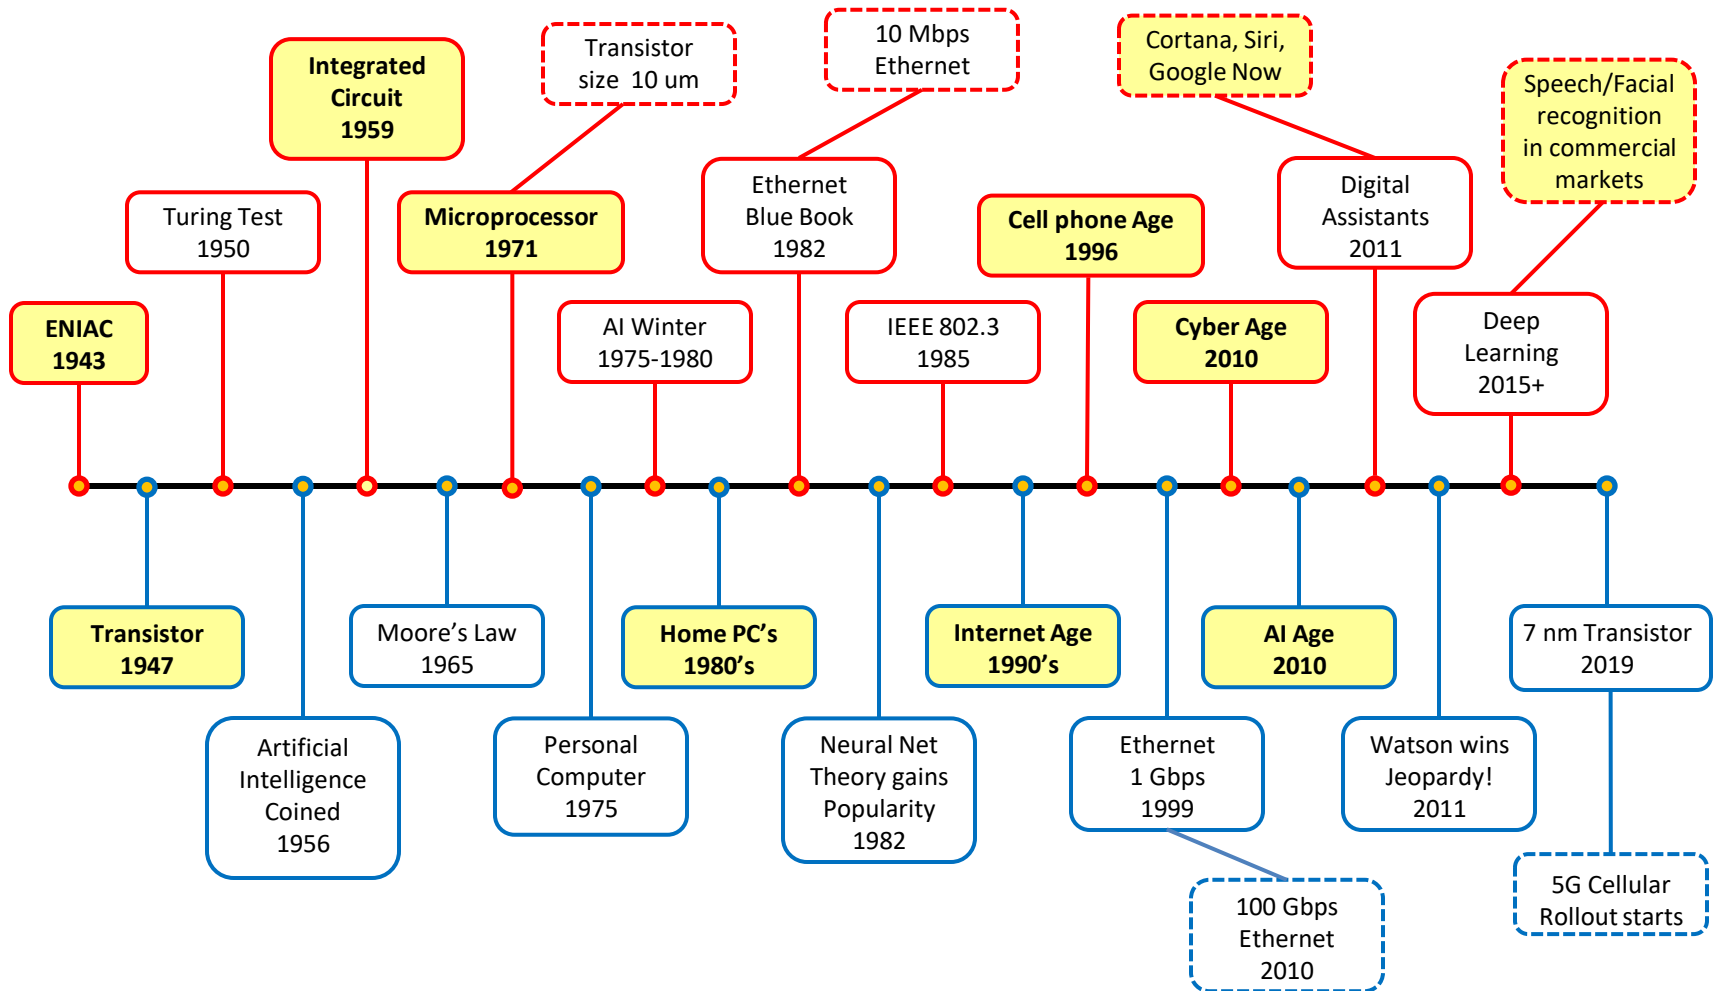 Integrated
Circuit
1959
Transistor
size 10 um
10 Mbps
Ethernet
Cortana, Siri,
Google Now
Speech/Facial
recognition
in commercial
markets
Turing Test
1950
Microprocessor
1971
Ethernet
Blue Book
1982
Cell phone Age
1996
Digital
Assistants
2011
ENIAC
1943
AI Winter
1975-1980
IEEE 802.3
1985
Cyber Age
2010
Deep
Learning
2015+
Transistor
1947
Moore’s Law
1965
Home PC’s
1980’s
Internet Age
1990’s
AI Age
2010
7 nm Transistor
2019
Artificial
Intelligence
Coined
1956
Personal
Computer
1975
Neural Net
Theory gains
Popularity
1982
Ethernet
1 Gbps
1999
Watson wins
Jeopardy!
2011
100 Gbps
Ethernet
2010
5G Cellular
Rollout starts